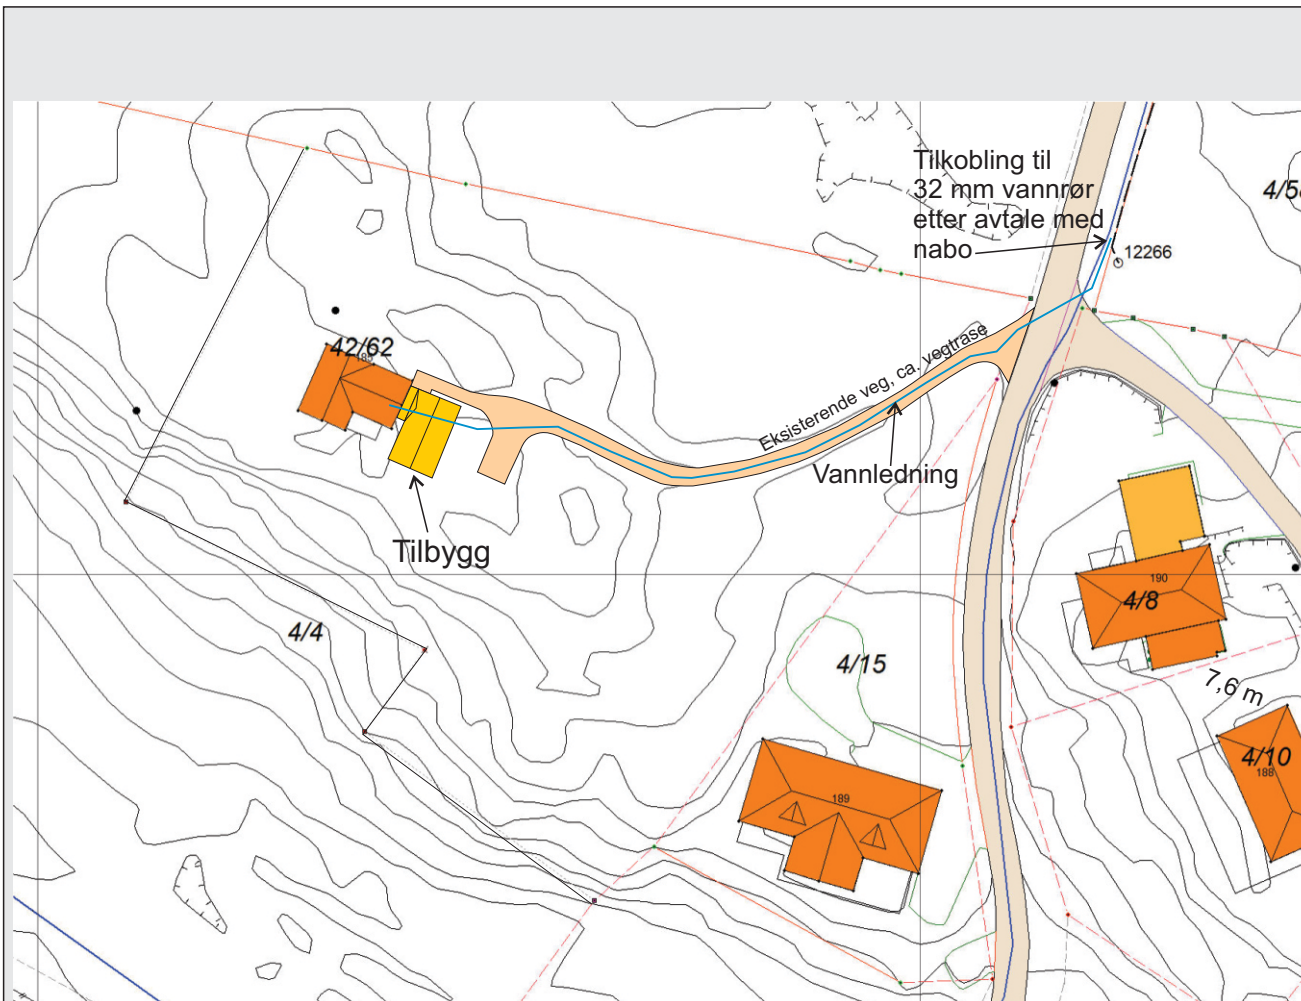 Tilkobling til
32 mm vannrør
etter avtale med
nabo
12266
42/62
185
Eksisterende veg, ca. vegtrase
Vannledning
Tilbygg
4/4
4/15
189
190
4/8
7,6 m
4/10
188